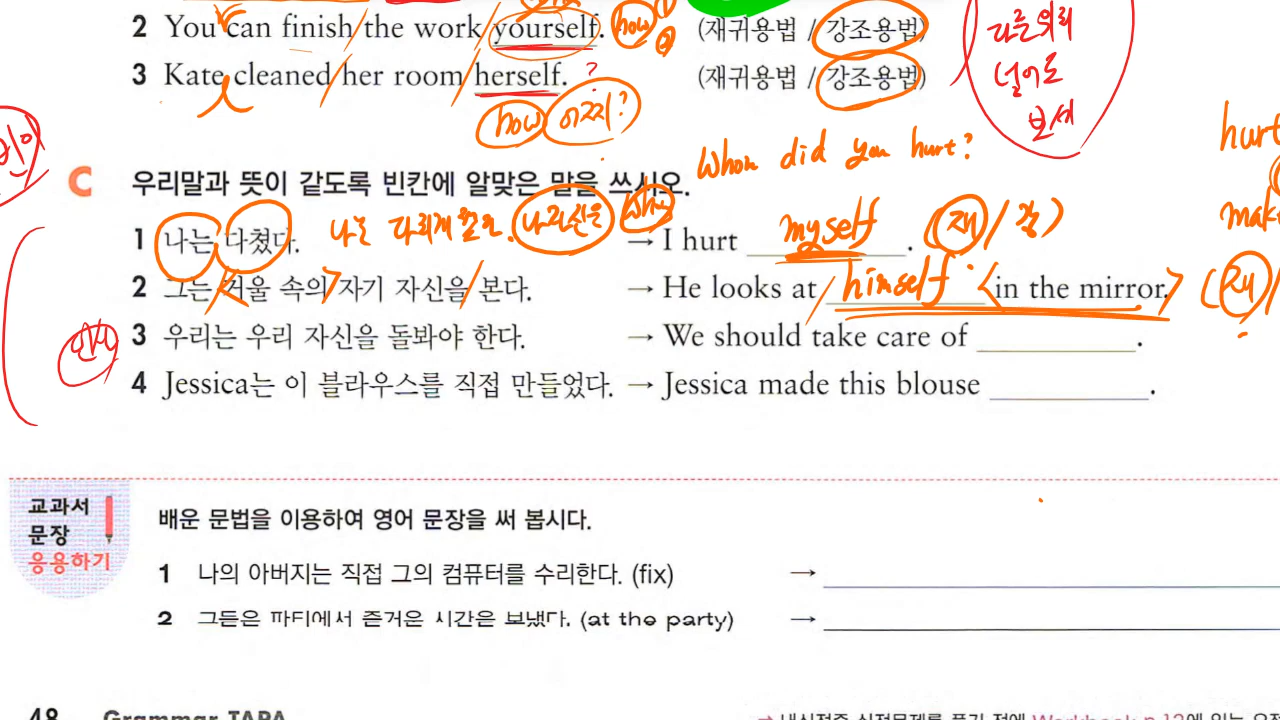 2 You can finish the work yourself. how ① ② (재귀용법 / 강조용법)
3 Kate cleaned her room herself. ? (재귀용법 / 강조용법)
how 어찌?
보세
Whom did you hurt?
hurt
C 우리말과 뜻이 같도록 빈칸에 알맞은 말을 쓰시오.
1 나는 다쳤다. 나는 다치게 했다. 나 자신을 why → I hurt myself. (재/강)
2 그는 거울 속의 자기 자신을 본다. → He looks at himself in the mirror. (재/
3 우리는 우리 자신을 돌봐야 한다. → We should take care of ________.
4 Jessica는 이 블라우스를 직접 만들었다. → Jessica made this blouse ________.
교과서
문장
응용하기
배운 문법을 이용하여 영어 문장을 써 봅시다.
1 나의 아버지는 직접 그의 컴퓨터를 수리한다. (fix) →
2 그들은 파티에서 즐거운 시간을 보냈다. (at the party) →
48 Grammar TAPA